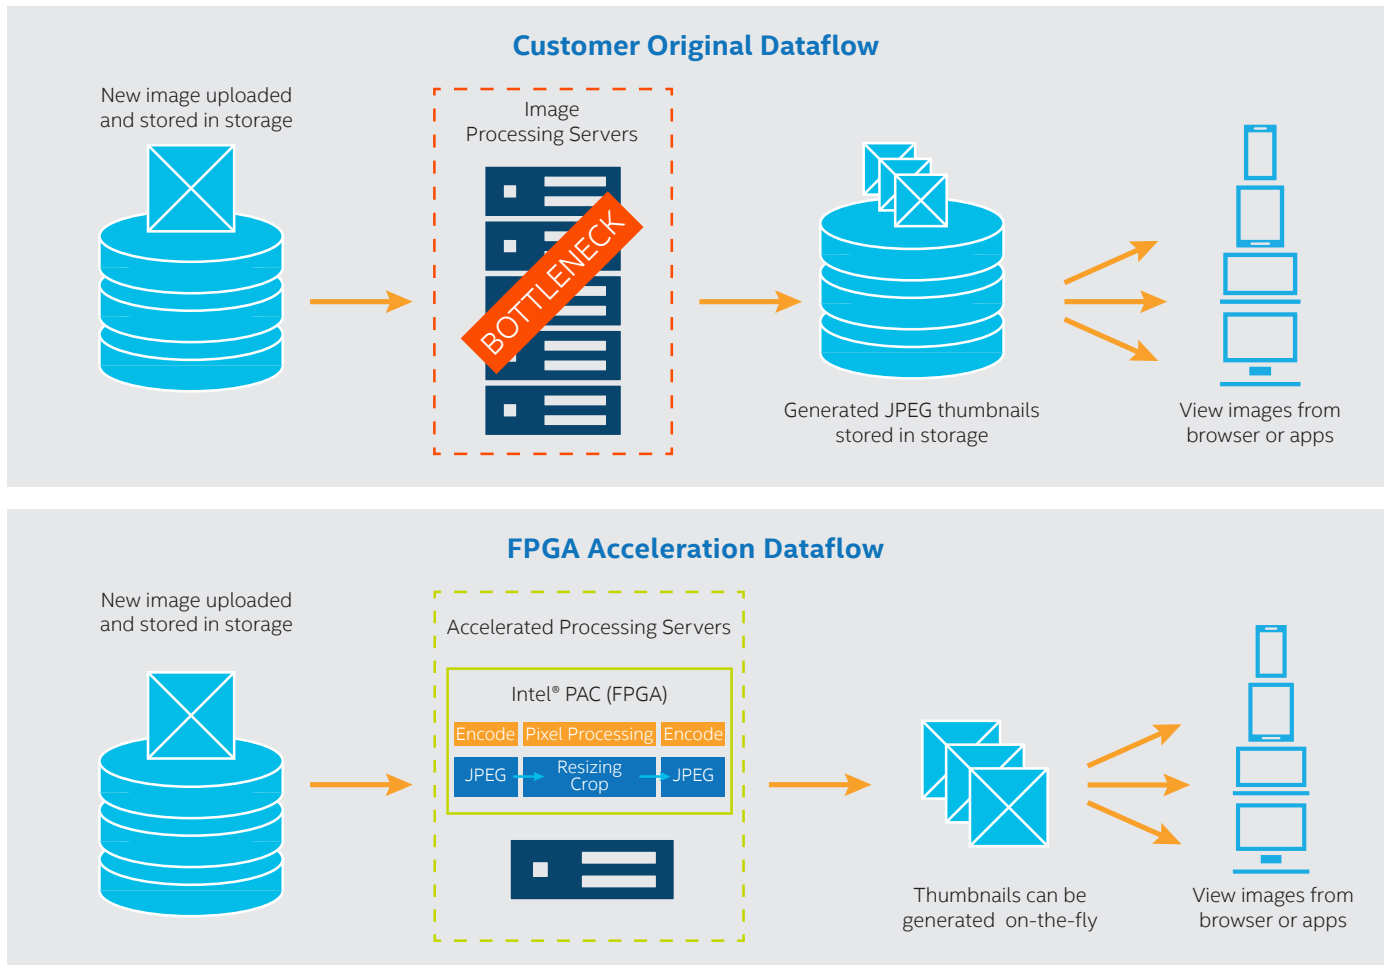 Customer Original Dataflow
New image uploaded
and stored in storage
Image
Processing Servers
BOTTLENECK
Generated JPEG thumbnails
stored in storage
View images from
browser or apps
FPGA Acceleration Dataflow
New image uploaded
and stored in storage
Accelerated Processing Servers
Intel® PAC (FPGA)
Encode
Pixel Processing
Encode
JPEG
Resizing
Crop
JPEG
Thumbnails can be
generated on-the-fly
View images from
browser or apps